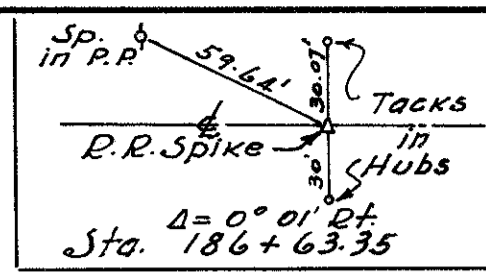 Sp.
in P.P.
59.64'
30.07'
Tacks
in
Hubs
℄
R.R. Spike
30'
Δ = 0° 01' Rt.
Sta. 186 + 63.35